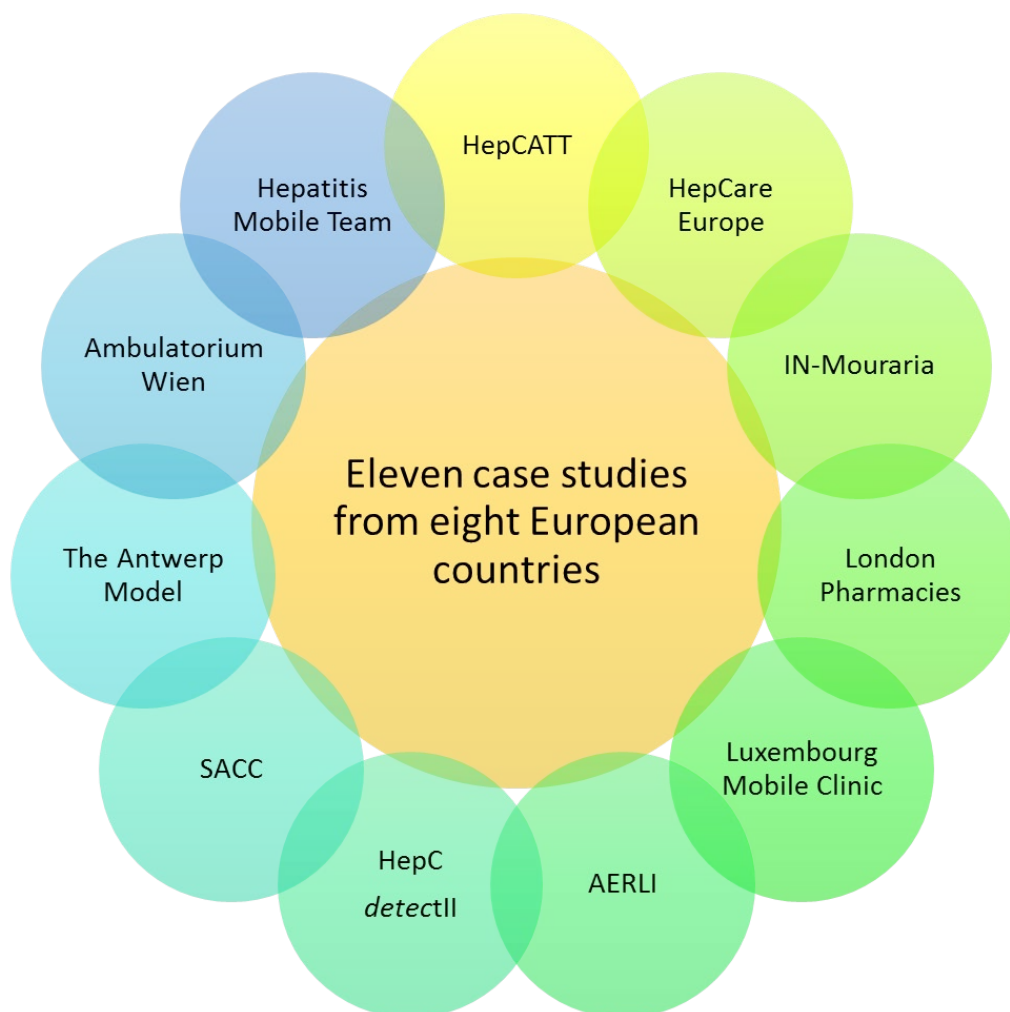 HepCATT
HepCare
Europe
IN-Mouraria
London
Pharmacies
Luxembourg
Mobile Clinic
AERLI
HepC
detectII
SACC
The Antwerp
Model
Ambulatorium
Wien
Hepatitis
Mobile Team
Eleven case studies
from eight European
countries